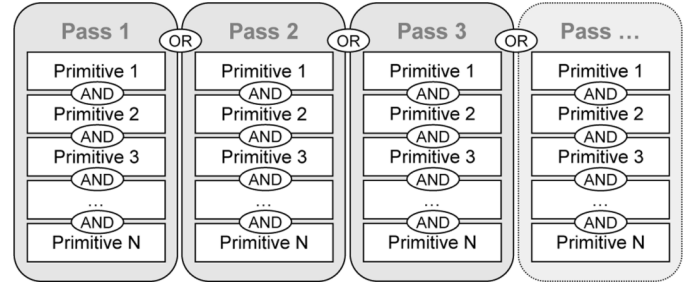 Pass 1 OR Pass 2 OR Pass 3 OR Pass ...
Primitive 1 Primitive 1 Primitive 1 Primitive 1
AND AND AND AND
Primitive 2 Primitive 2 Primitive 2 Primitive 2
AND AND AND AND
Primitive 3 Primitive 3 Primitive 3 Primitive 3
AND AND AND AND
... ... ... ...
AND AND AND AND
Primitive N Primitive N Primitive N Primitive N